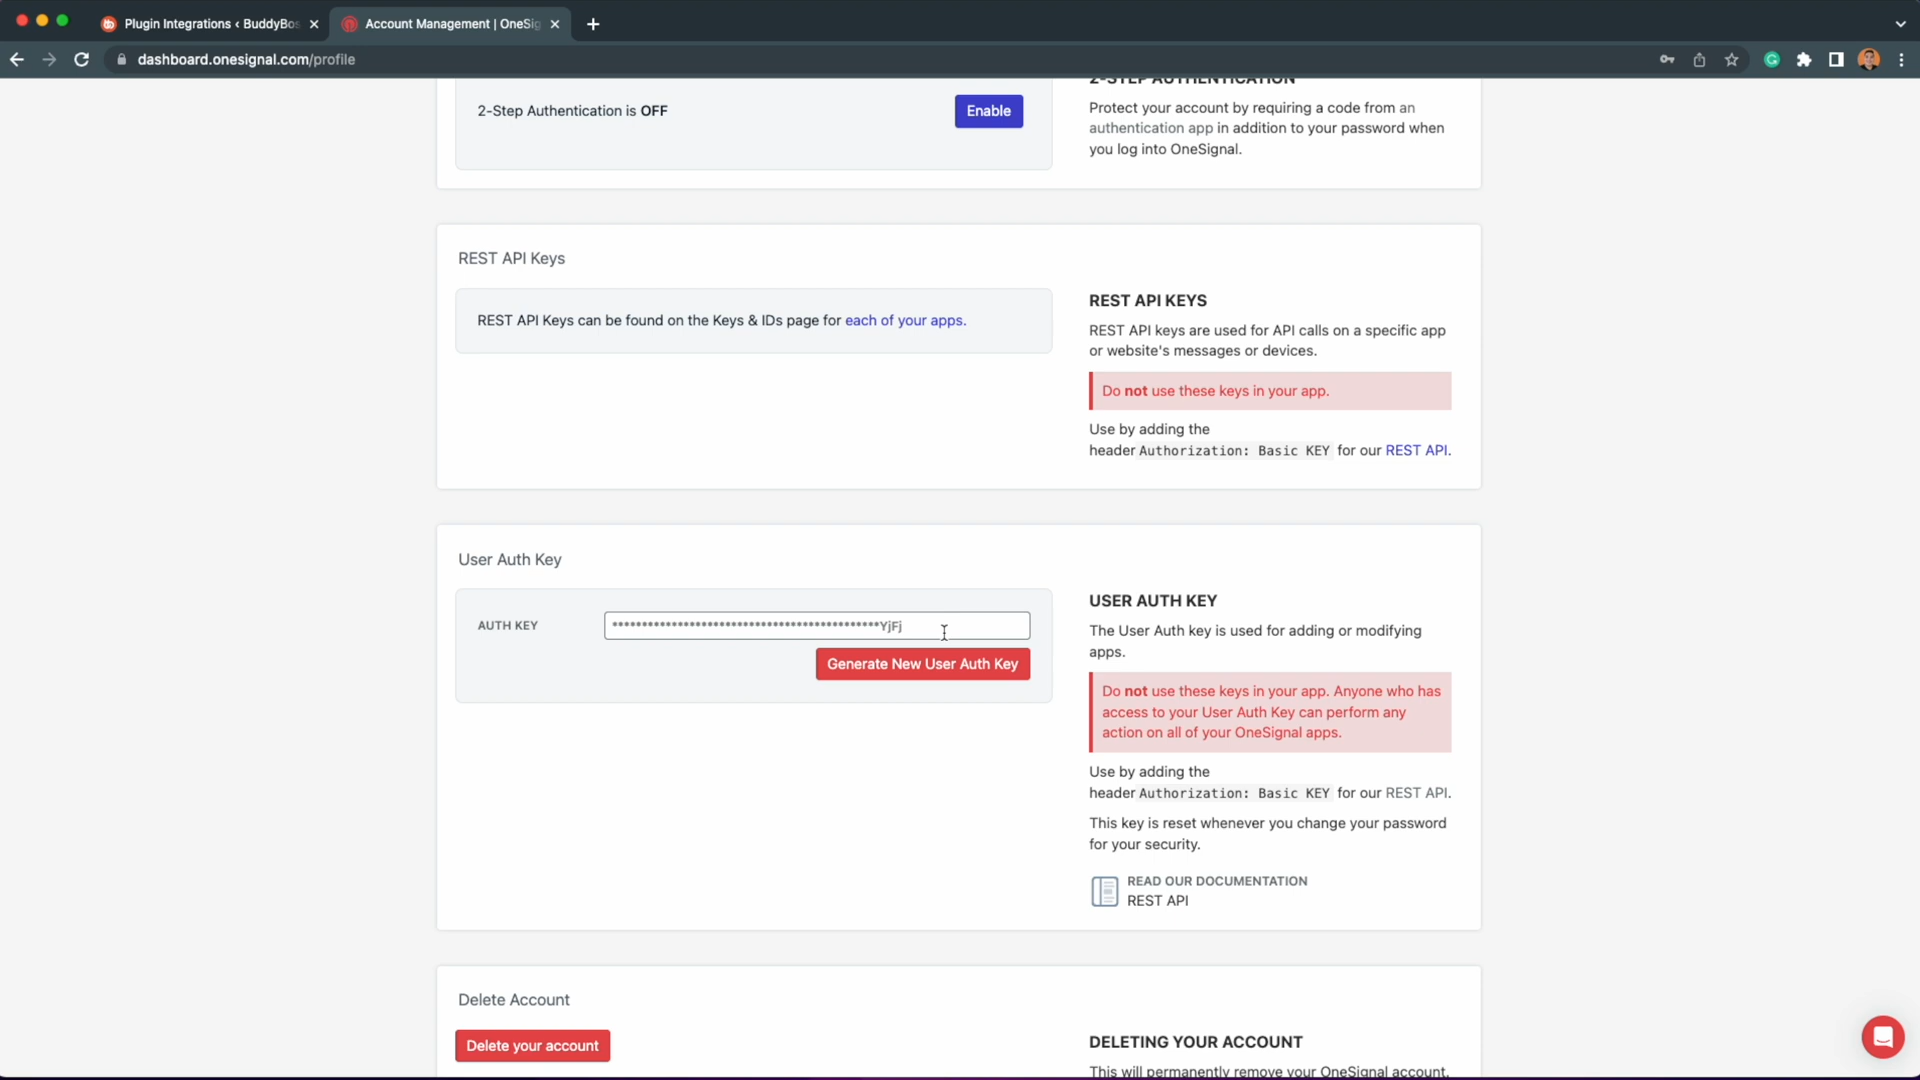 Plugin Integrations ‹ BuddyBos
Account Management | OneSig
dashboard.onesignal.com/profile
2-STEP AUTHENTICATION
2-Step Authentication is OFF
Enable
Protect your account by requiring a code from an
authentication app in addition to your password when
you log into OneSignal.
REST API Keys
REST API Keys can be found on the Keys & IDs page for each of your apps.
REST API KEYS
REST API keys are used for API calls on a specific app
or website's messages or devices.
Do not use these keys in your app.
Use by adding the
header Authorization: Basic KEY for our REST API.
User Auth Key
AUTH KEY
**********************************************YjFj
Generate New User Auth Key
USER AUTH KEY
The User Auth key is used for adding or modifying
apps.
Do not use these keys in your app. Anyone who has
access to your User Auth Key can perform any
action on all of your OneSignal apps.
Use by adding the
header Authorization: Basic KEY for our REST API.
This key is reset whenever you change your password
for your security.
READ OUR DOCUMENTATION
REST API
Delete Account
Delete your account
DELETING YOUR ACCOUNT
This will permanently remove your OneSignal account.